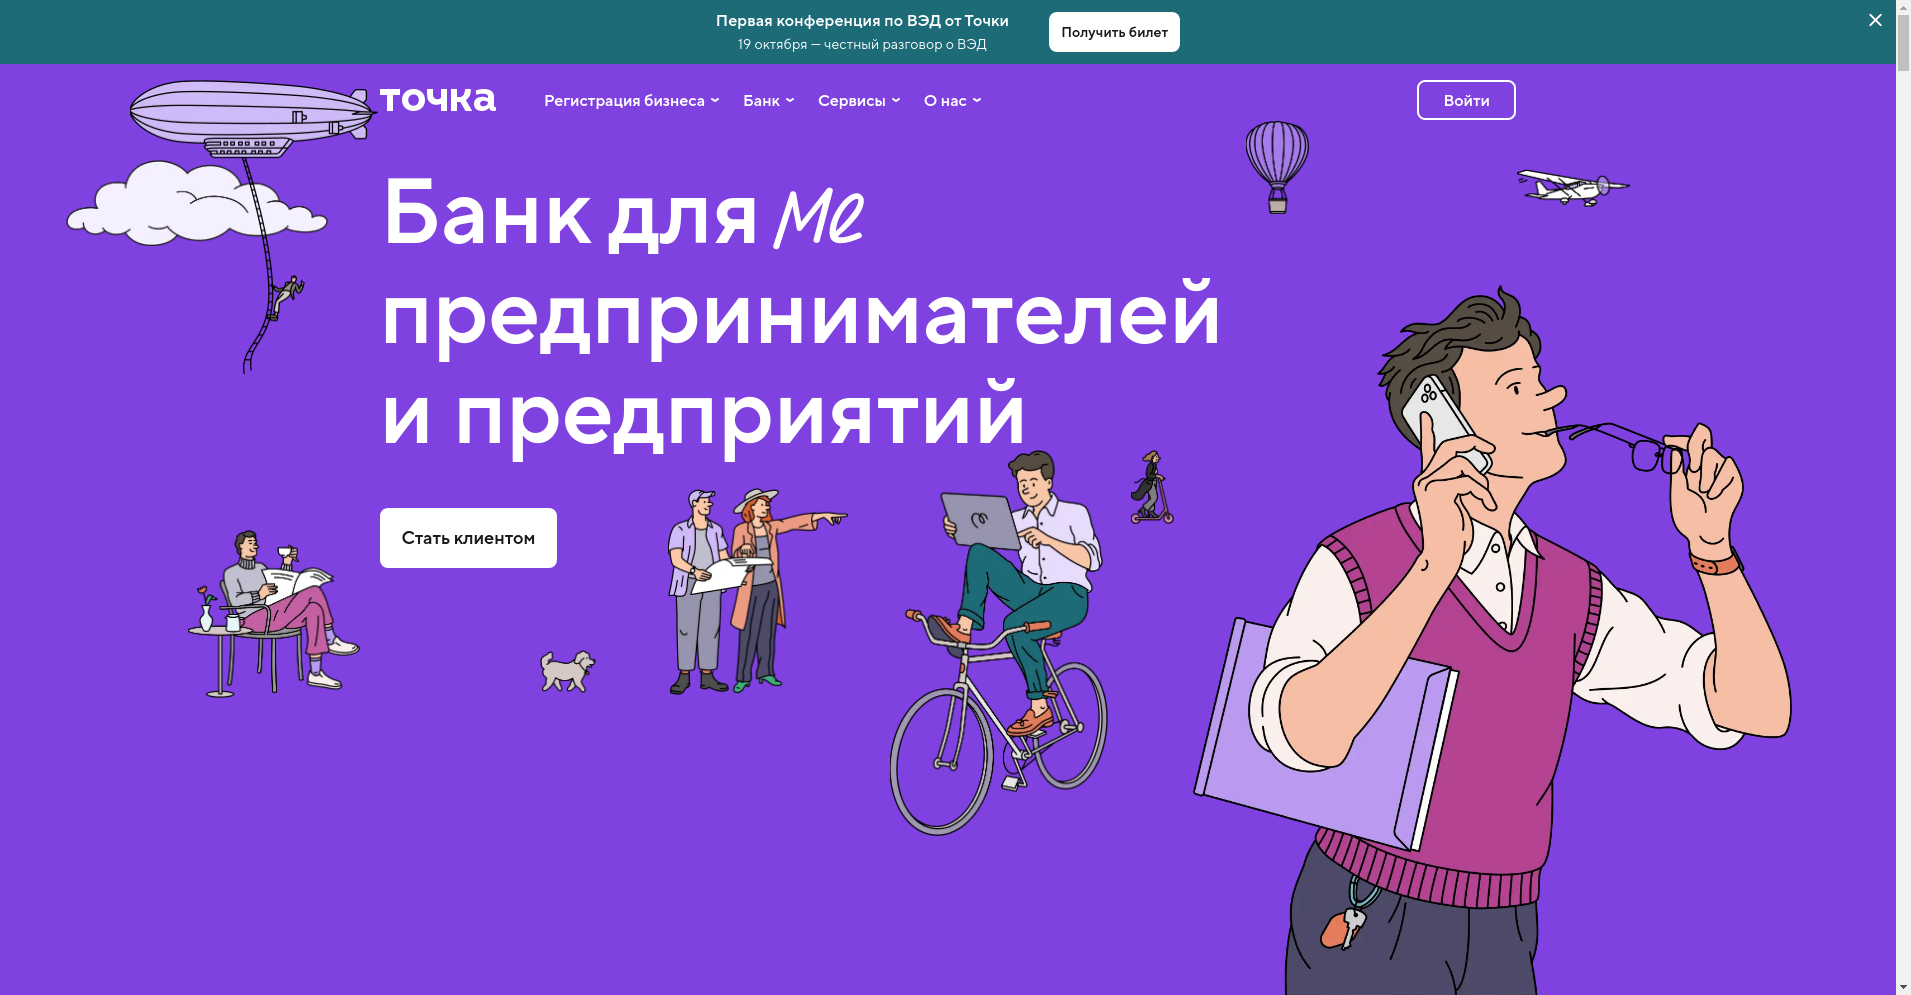 Первая конференция по ВЭД от Точки
19 октября — честный разговор о ВЭД
Получить билет
точка
Регистрация бизнеса
Банк
Сервисы
О нас
Войти
Банк для
предпринимателей
и предприятий
Стать клиентом